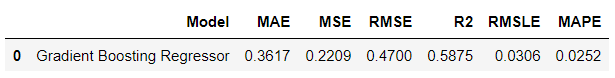 Model MAE MSE RMSE R2 RMSLE MAPE
0 Gradient Boosting Regressor 0.3617 0.2209 0.4700 0.5875 0.0306 0.0252